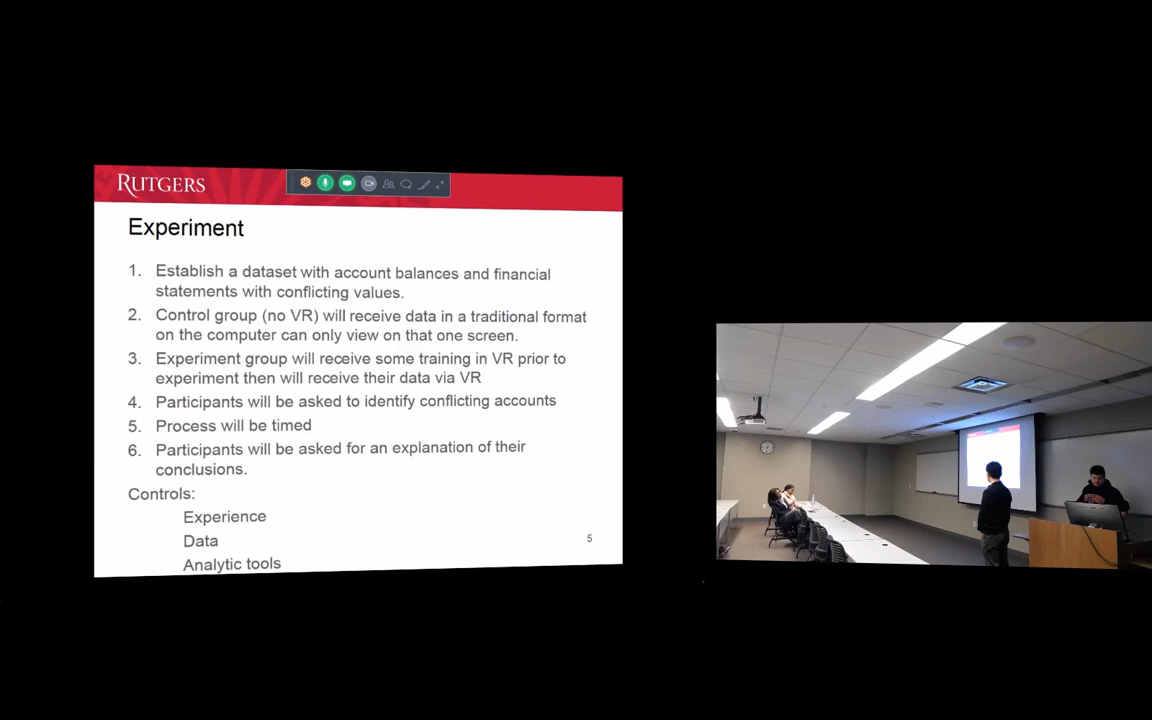 RUTGERS
Experiment
1. Establish a dataset with account balances and financial
statements with conflicting values.
2. Control group (no VR) will receive data in a traditional format
on the computer can only view on that one screen.
3. Experiment group will receive some training in VR prior to
experiment then will receive their data via VR
4. Participants will be asked to identify conflicting accounts
5. Process will be timed
6. Participants will be asked for an explanation of their
conclusions.
Controls:
Experience
Data
Analytic tools
5